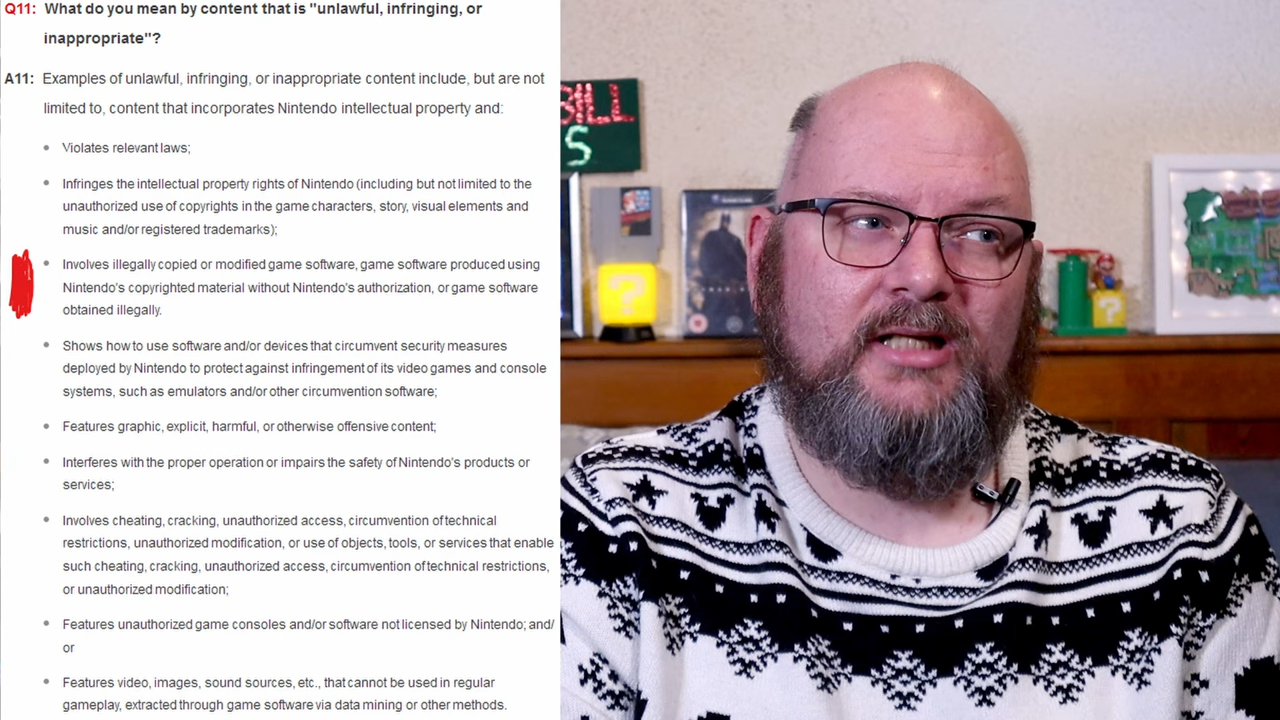 Q11: What do you mean by content that is "unlawful, infringing, or
inappropriate"?
A11: Examples of unlawful, infringing, or inappropriate content include, but are not
limited to, content that incorporates Nintendo intellectual property and:
• Violates relevant laws;
• Infringes the intellectual property rights of Nintendo (including but not limited to the
unauthorized use of copyrights in the game characters, story, visual elements and
music and/or registered trademarks);
• Involves illegally copied or modified game software, game software produced using
Nintendo's copyrighted material without Nintendo's authorization, or game software
obtained illegally.
• Shows how to use software and/or devices that circumvent security measures
deployed by Nintendo to protect against infringement of its video games and console
systems, such as emulators and/or other circumvention software;
• Features graphic, explicit, harmful, or otherwise offensive content;
• Interferes with the proper operation or impairs the safety of Nintendo's products or
services;
• Involves cheating, cracking, unauthorized access, circumvention of technical
restrictions, unauthorized modification, or use of objects, tools, or services that enable
such cheating, cracking, unauthorized access, circumvention of technical restrictions,
or unauthorized modification;
• Features unauthorized game consoles and/or software not licensed by Nintendo; and/
or
• Features video, images, sound sources, etc., that cannot be used in regular
gameplay, extracted through game software via data mining or other methods.
BILL
S
?
?